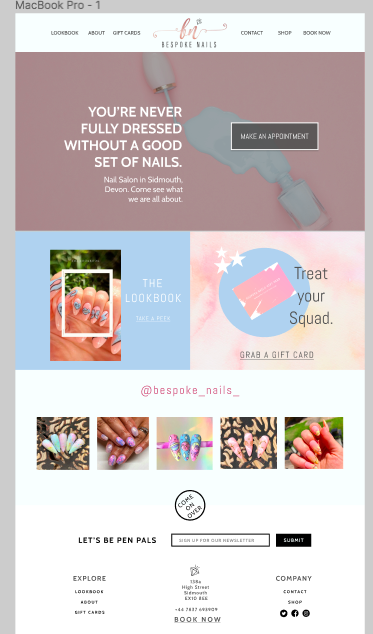 MacBook Pro - 1
LOOKBOOK ABOUT GIFT CARDS
bn
BESPOKE NAILS
CONTACT SHOP BOOK NOW
YOU'RE NEVER
FULLY DRESSED
WITHOUT A GOOD
SET OF NAILS.
Nail Salon in Sidmouth,
Devon. Come see what
we are all about.
MAKE AN APPOINTMENT
THE
LOOKBOOK
TAKE A PEEK
Treat
your
Squad.
GRAB A GIFT CARD
@bespoke_nails_
COME
ON
OVER
LET'S BE PEN PALS
SIGN UP FOR OUR NEWSLETTER
SUBMIT
EXPLORE
LOOKBOOK
ABOUT
GIFT CARDS
138a
High Street
Sidmouth
EX10 8EE
+44 7837 693909
BOOK NOW
COMPANY
CONTACT
SHOP